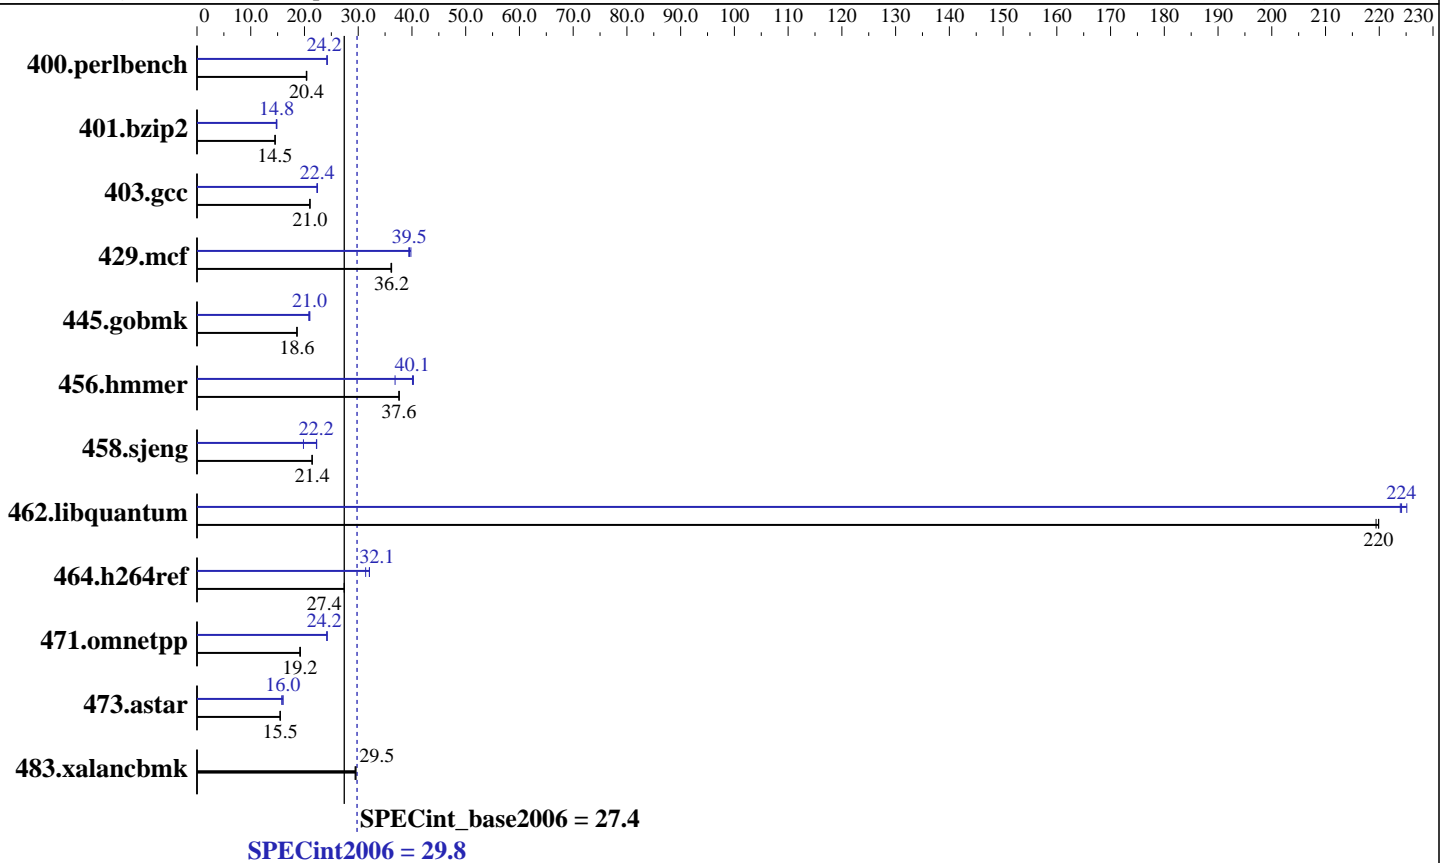 0 10.0 20.0 30.0 40.0 50.0 60.0 70.0 80.0 90.0 100 110 120 130 140 150 160 170 180 190 200 210 220 230
24.2
400.perlbench
20.4
14.8
401.bzip2
14.5
22.4
403.gcc
21.0
39.5
429.mcf
36.2
21.0
445.gobmk
18.6
40.1
456.hmmer
37.6
22.2
458.sjeng
21.4
224
462.libquantum
220
32.1
464.h264ref
27.4
24.2
471.omnetpp
19.2
16.0
473.astar
15.5
29.5
483.xalancbmk
SPECint_base2006 = 27.4
SPECint2006 = 29.8